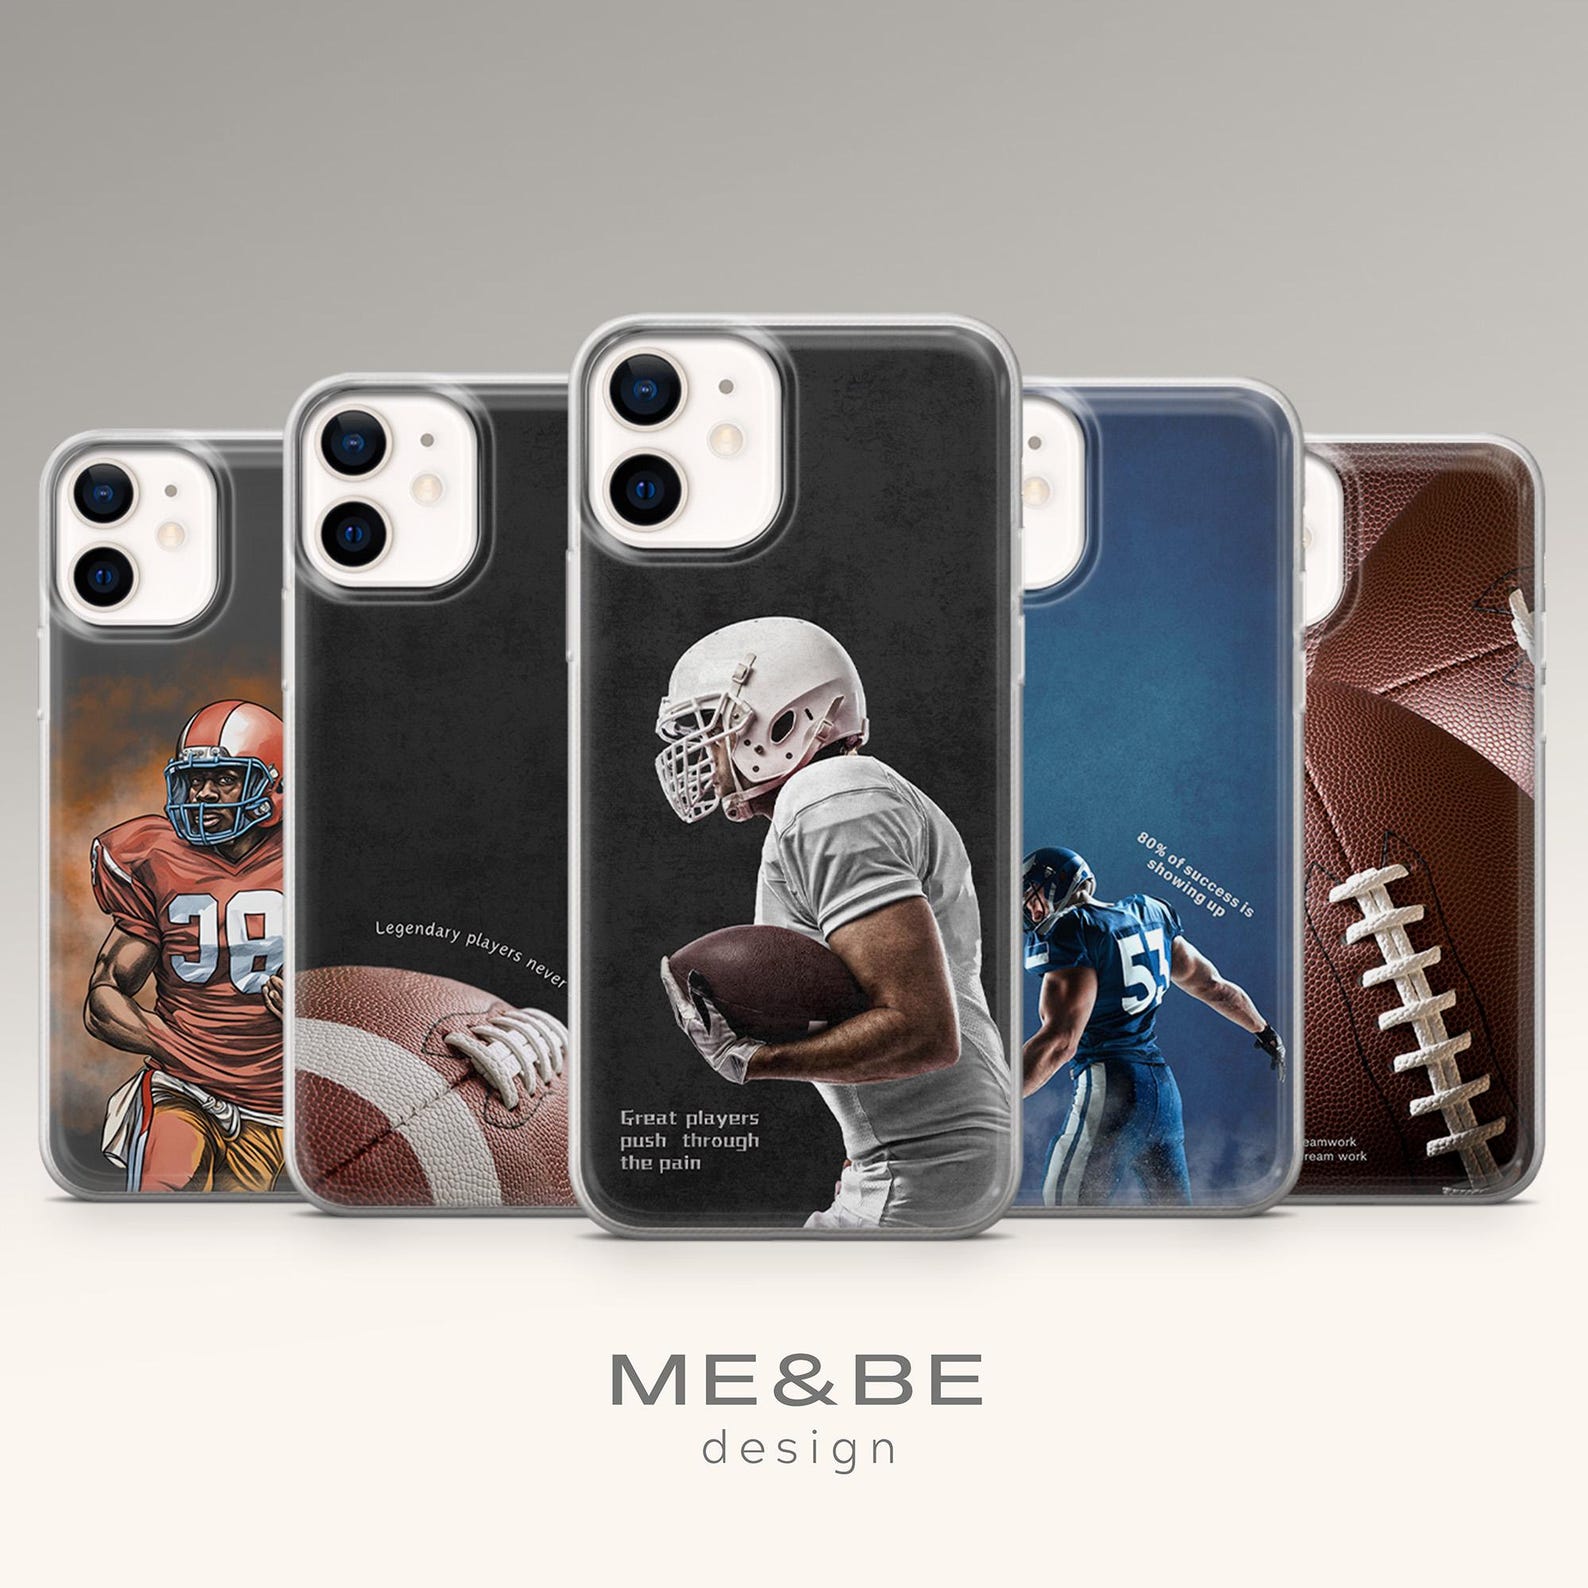 38
Legendary players never
Great players
push through
the pain
80% of success is
showing up
53
eamwork
ream work
ME&BE
design